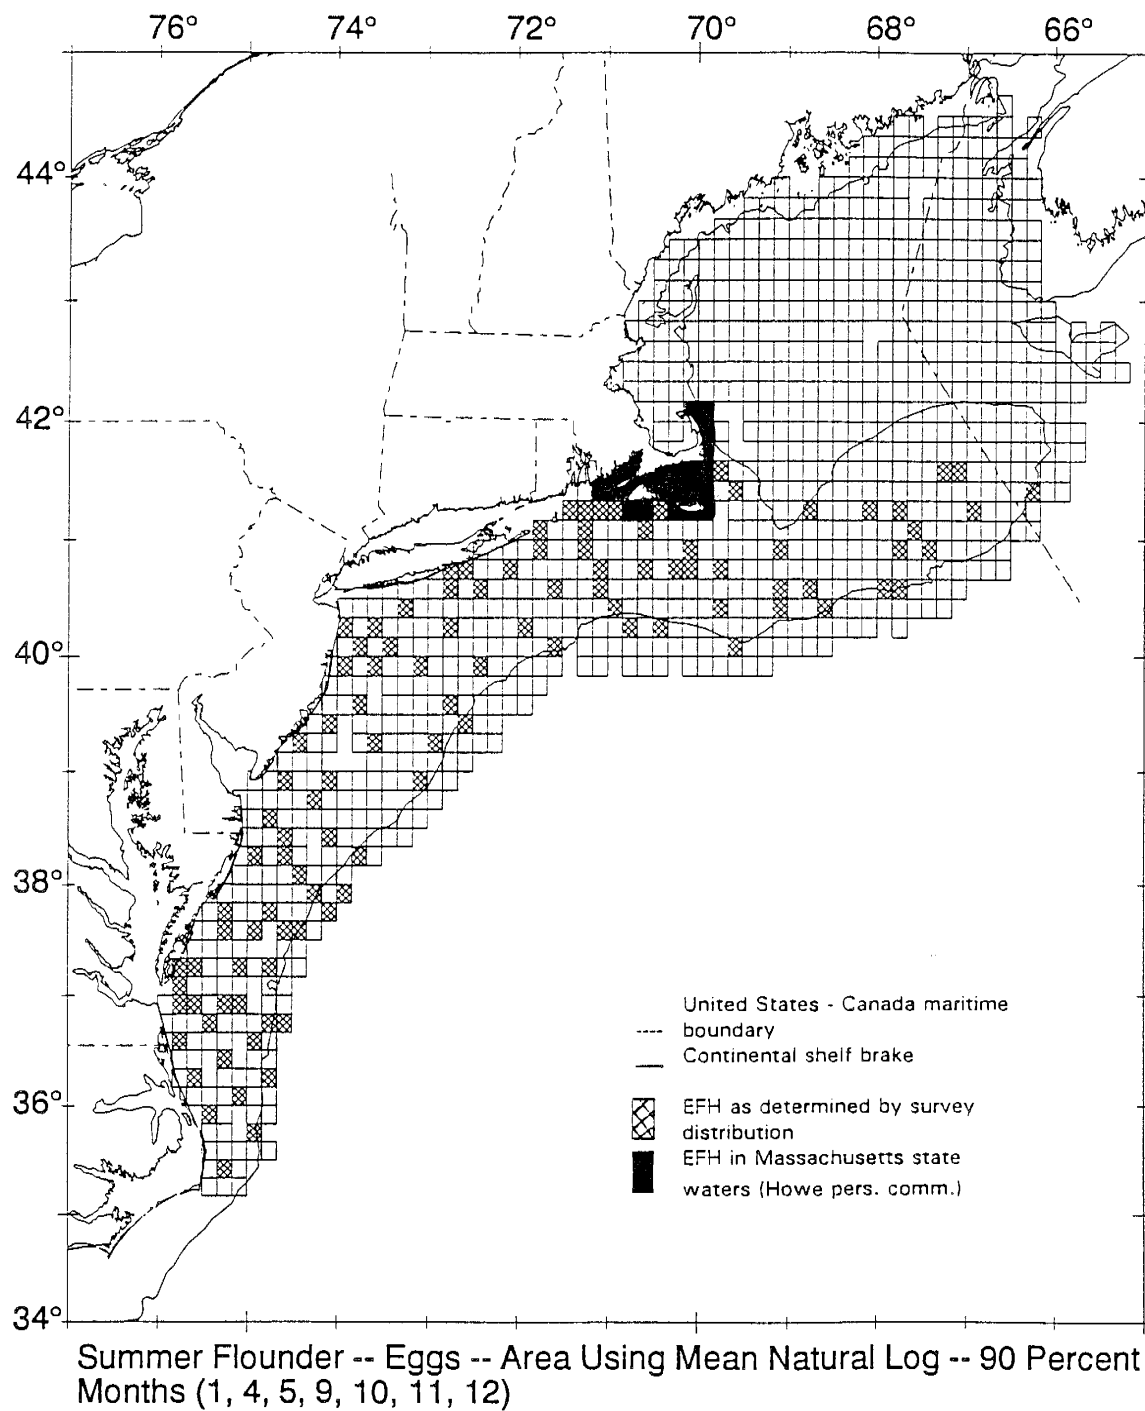 76° 74° 72° 70° 68° 66°
44°
42°
40°
38°
36°
34°
United States - Canada maritime
boundary
Continental shelf brake
EFH as determined by survey
distribution
EFH in Massachusetts state
waters (Howe pers. comm.)
Summer Flounder -- Eggs -- Area Using Mean Natural Log -- 90 Percent
Months (1, 4, 5, 9, 10, 11, 12)